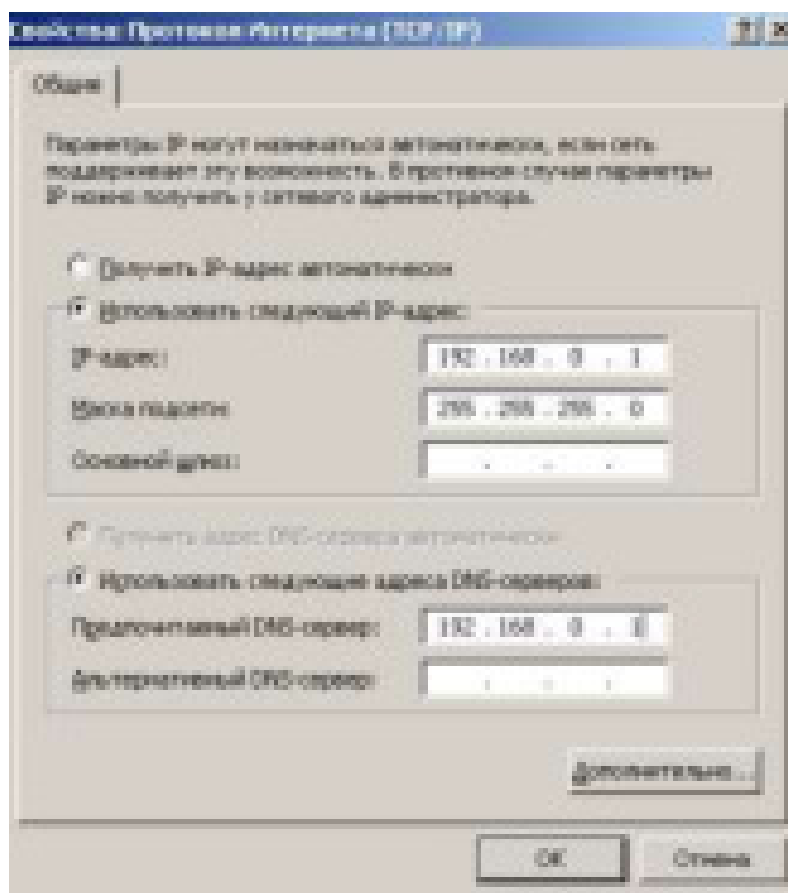 Свойства: Протокол Интернета (TCP/IP)
Общие
Параметры IP могут назначаться автоматически, если сеть
поддерживает эту возможность. В противном случае параметры
IP можно получить у сетевого администратора.
Получить IP-адрес автоматически
Использовать следующий IP-адрес:
IP-адрес:
192 . 168 . 0 . 1
Маска подсети:
255 . 255 . 255 . 0
Основной шлюз:
. . .
Получить адрес DNS-сервера автоматически
Использовать следующие адреса DNS-серверов:
Предпочитаемый DNS-сервер:
192 . 168 . 0 . 1
Альтернативный DNS-сервер:
. . .
Дополнительно...
ОК
Отмена